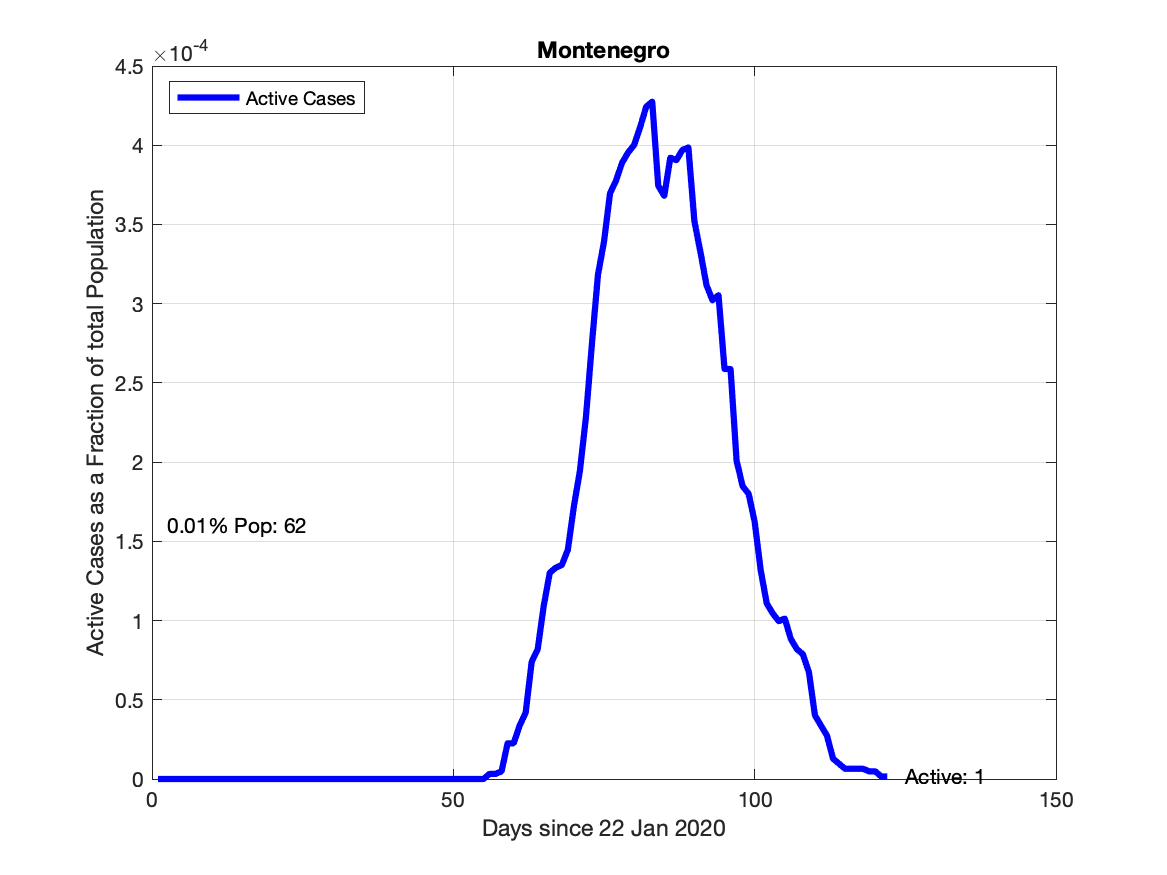 Montenegro
×10⁻⁴
4.5
4
3.5
3
2.5
2
1.5
1
0.5
0
Active Cases
Active Cases as a Fraction of total Population
0.01% Pop: 62
Active: 1
0 50 100 150
Days since 22 Jan 2020